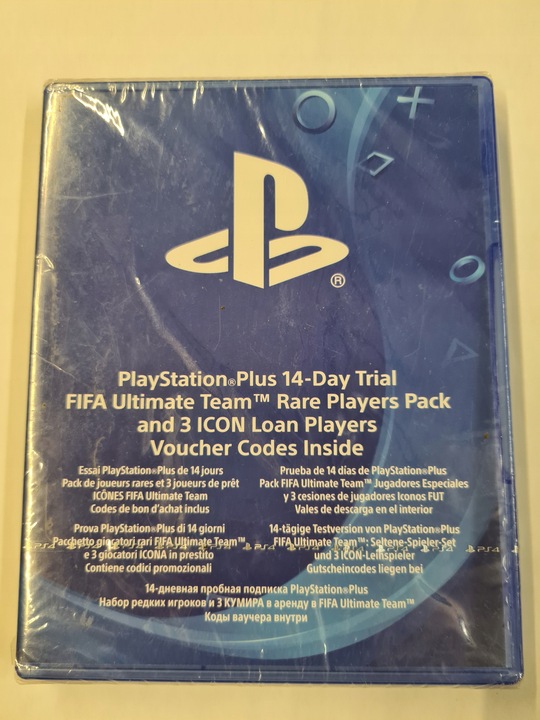 ®
PlayStation®Plus 14-Day Trial
FIFA Ultimate Team™ Rare Players Pack
and 3 ICON Loan Players
Voucher Codes Inside
Essai PlayStation®Plus de 14 jours
Pack de joueurs rares et 3 joueurs de prêt
ICÔNES FIFA Ultimate Team
Codes de bon d'achat inclus
Prueba de 14 días de PlayStation®Plus
Pack FIFA Ultimate Team™ Jugadores Especiales
y 3 cesiones de jugadores Iconos FUT
Vales de descarga en el interior
Prova PlayStation®Plus di 14 giorni
Pacchetto giocatori rari FIFA Ultimate Team™
e 3 giocatori ICONA in prestito
Contiene codici promozionali
14-tägige Testversion von PlayStation®Plus
FIFA Ultimate Team™: Seltene-Spieler-Set
und 3 ICON-Leihspieler
Gutscheincodes liegen bei
PS4 PS4 PS4 PS4 PS4 PS4
14-дневная пробная подписка PlayStation®Plus
Набор редких игроков и 3 КУМИРА в аренду в FIFA Ultimate Team™
Коды ваучера внутри